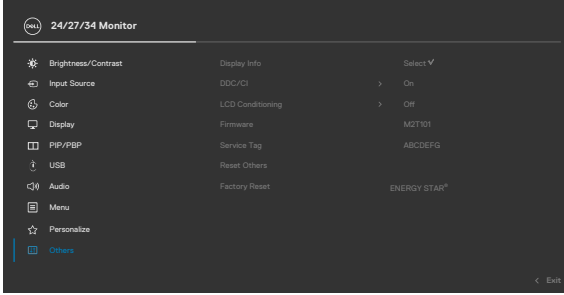 DELL 24/27/34 Monitor
Brightness/Contrast Display Info Select ✓
Input Source DDC/CI > On
Color LCD Conditioning > Off
Display Firmware M2T101
PIP/PBP Service Tag ABCDEFG
USB Reset Others
Audio Factory Reset ENERGY STAR®
Menu
Personalize
Others
< Exit